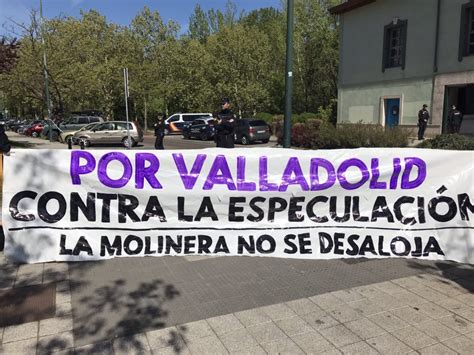 POR VALLADOLID
CONTRA LA ESPECULACIÓN
LA MOLINERA NO SE DESALOJA